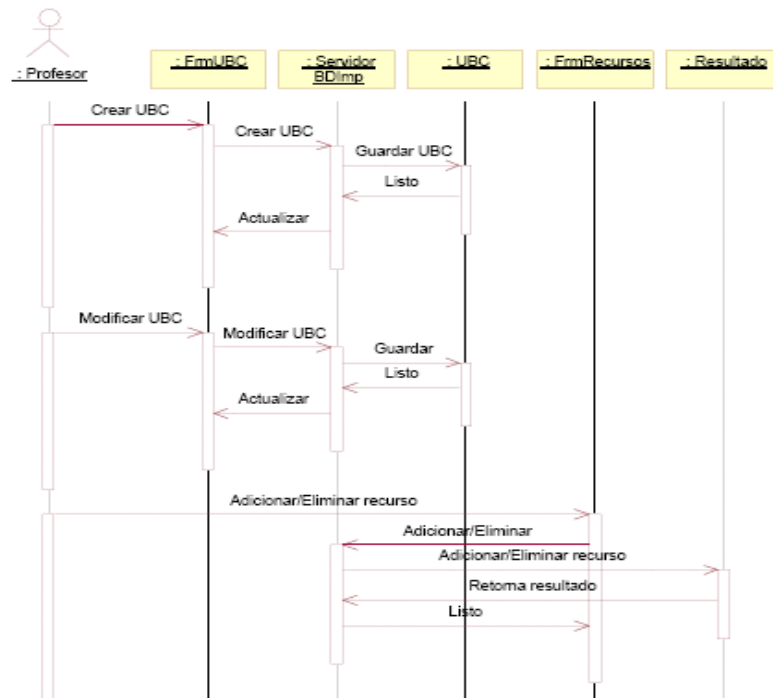 : Profesor
: FrmUBC
: Servidor
BDImp
: UBC
: FrmRecursos
: Resultado
Crear UBC
Crear UBC
Guardar UBC
Listo
Actualizar
Modificar UBC
Modificar UBC
Guardar
Listo
Actualizar
Adicionar/Eliminar recurso
Adicionar/Eliminar
Adicionar/Eliminar recurso
Retorna resultado
Listo